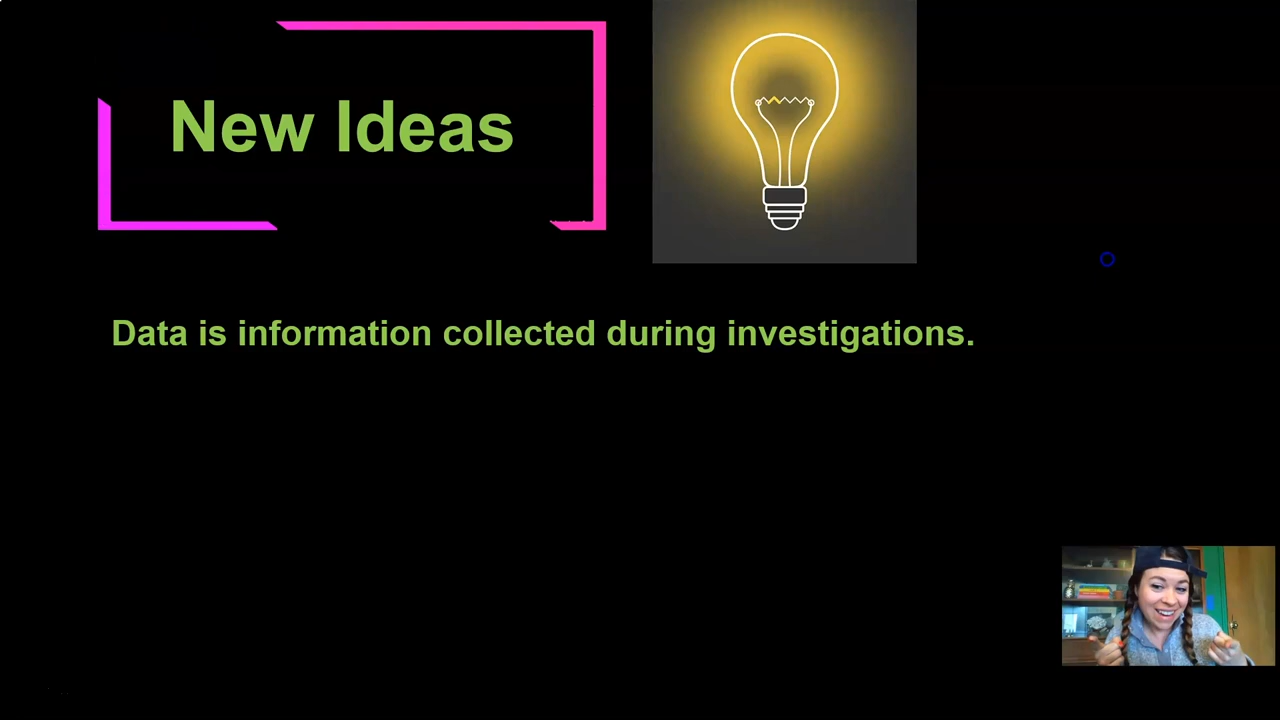 New Ideas
Data is information collected during investigations.